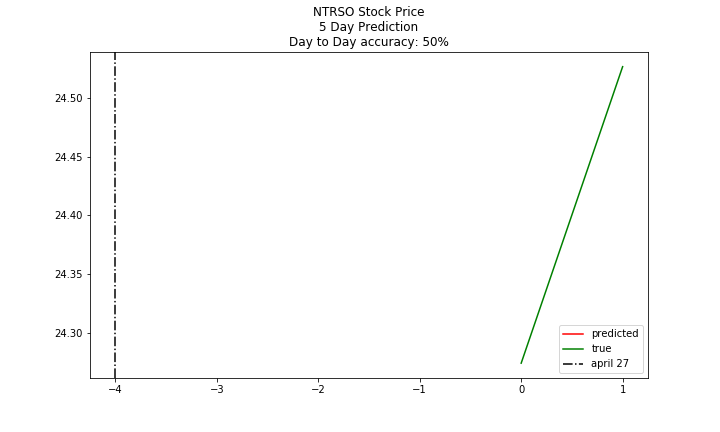 NTRSO Stock Price
5 Day Prediction
Day to Day accuracy: 50%
24.50
24.45
24.40
24.35
24.30
predicted
true
april 27
−4
−3
−2
−1
0
1